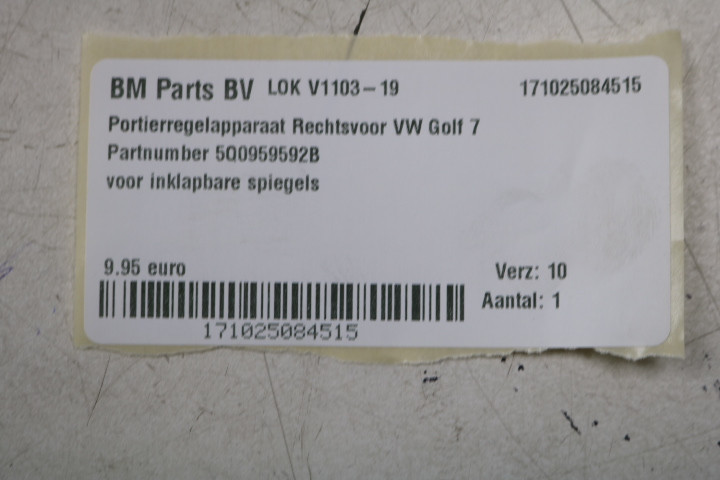 BM Parts BV LOK V1103-19 171025084515
Portierregelapparaat Rechtsvoor VW Golf 7
Partnumber 5Q0959592B
voor inklapbare spiegels
9.95 euro Verz: 10
Aantal: 1
171025084515